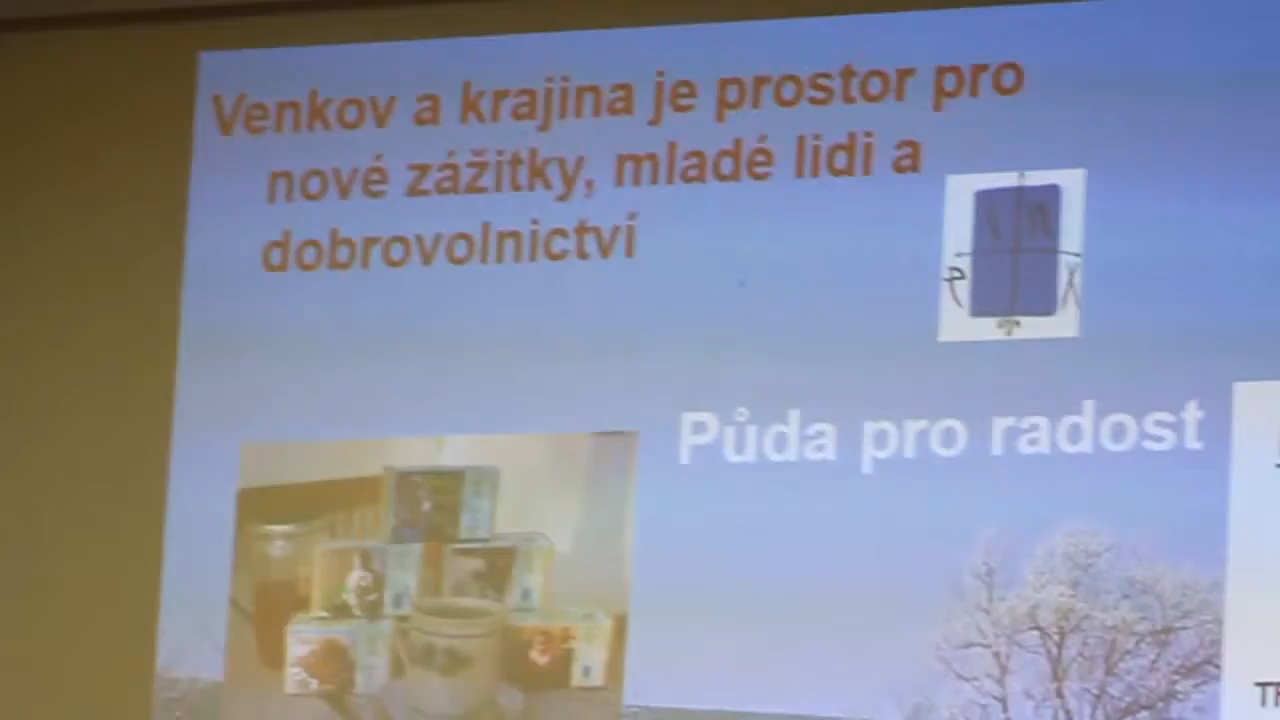 Venkov a krajina je prostor pro
nové zážitky, mladé lidi a
dobrovolnictví
Půda pro radost